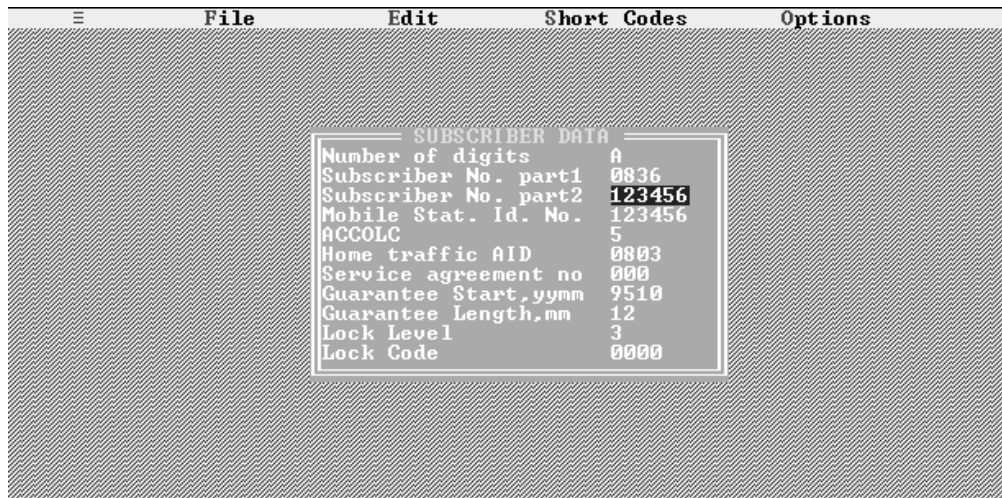 ≡ File Edit Short Codes Options
SUBSCRIBER DATA
Number of digits A
Subscriber No. part1 0836
Subscriber No. part2 123456
Mobile Stat. Id. No. 123456
ACCOLC 5
Home traffic AID 0803
Service agreement no 000
Guarantee Start,yymm 9510
Guarantee Length,mm 12
Lock Level 3
Lock Code 0000